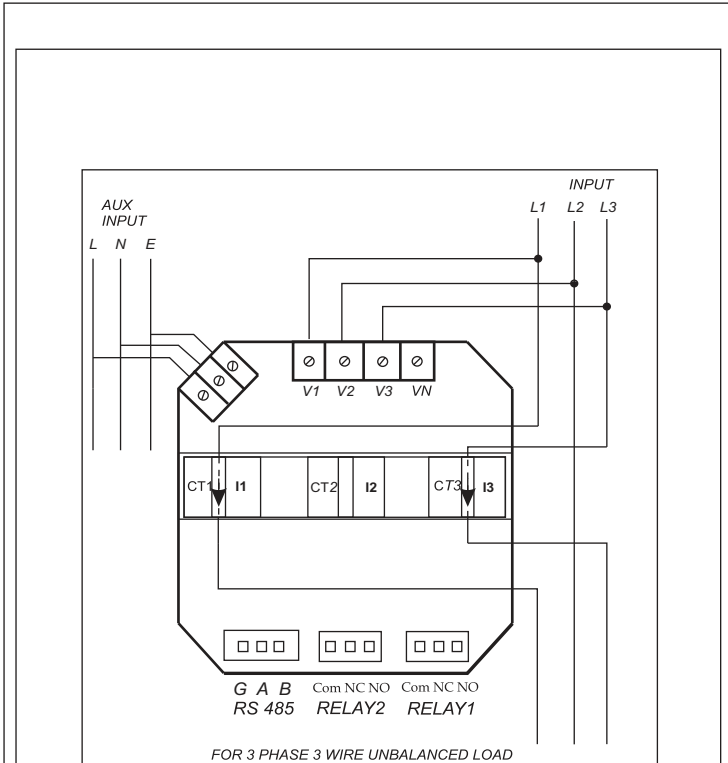 INPUT
AUX
INPUT
L1 L2 L3
L N E
V1 V2 V3 VN
CT1 I1 CT2 I2 CT3 I3
G A B Com NC NO Com NC NO
RS 485 RELAY2 RELAY1
FOR 3 PHASE 3 WIRE UNBALANCED LOAD